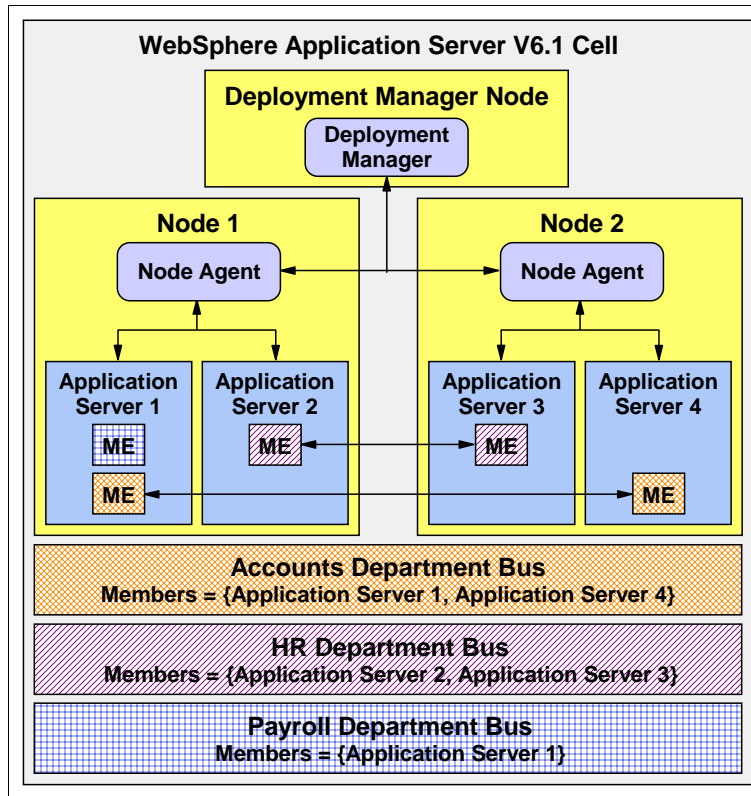 WebSphere Application Server V6.1 Cell
Deployment Manager Node
Deployment
Manager
Node 1
Node Agent
Application
Server 1
ME
ME
Application
Server 2
ME
Node 2
Node Agent
Application
Server 3
ME
Application
Server 4
ME
Accounts Department Bus
Members = {Application Server 1, Application Server 4}
HR Department Bus
Members = {Application Server 2, Application Server 3}
Payroll Department Bus
Members = {Application Server 1}